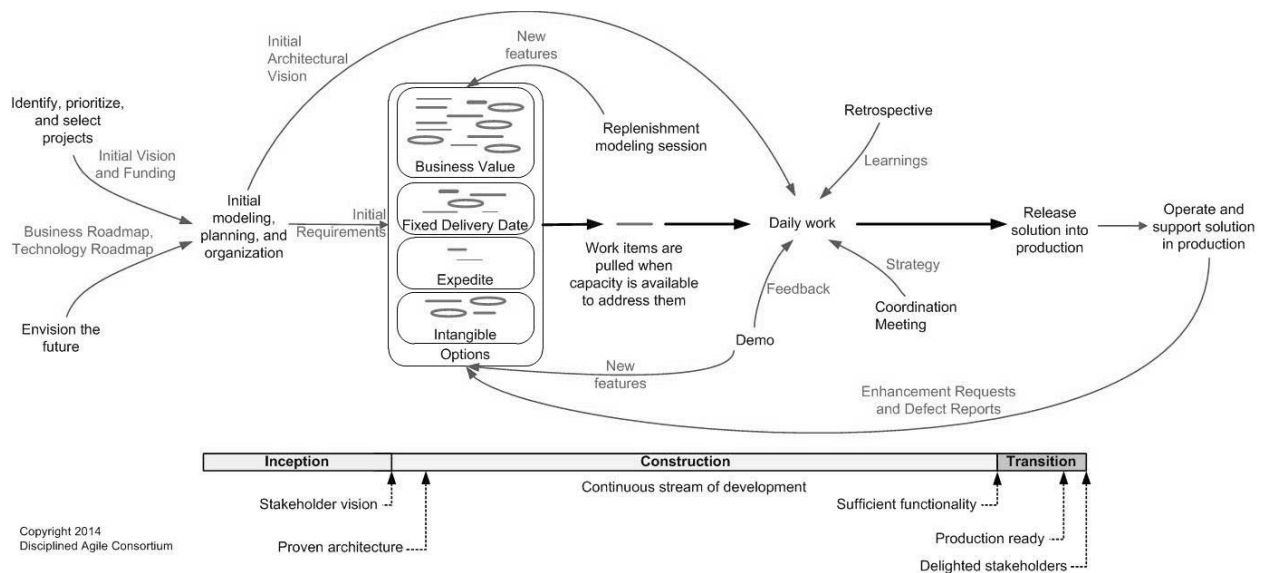 Initial
Architectural
Vision
New
features
Identify, prioritize,
and select
projects
Initial Vision
and Funding
Business Roadmap,
Technology Roadmap
Envision the
future
Initial
modeling,
planning, and
organization
Initial
Requirements
Business Value
Fixed Delivery Date
Expedite
Intangible
Options
Replenishment
modeling session
Work items are
pulled when
capacity is available
to address them
New
features
Retrospective
Learnings
Daily work
Feedback
Demo
Strategy
Coordination
Meeting
Release
solution into
production
Operate and
support solution
in production
Enhancement Requests
and Defect Reports
Inception
Construction
Transition
Continuous stream of development
Stakeholder vision
Proven architecture
Sufficient functionality
Production ready
Delighted stakeholders
Copyright 2014
Disciplined Agile Consortium